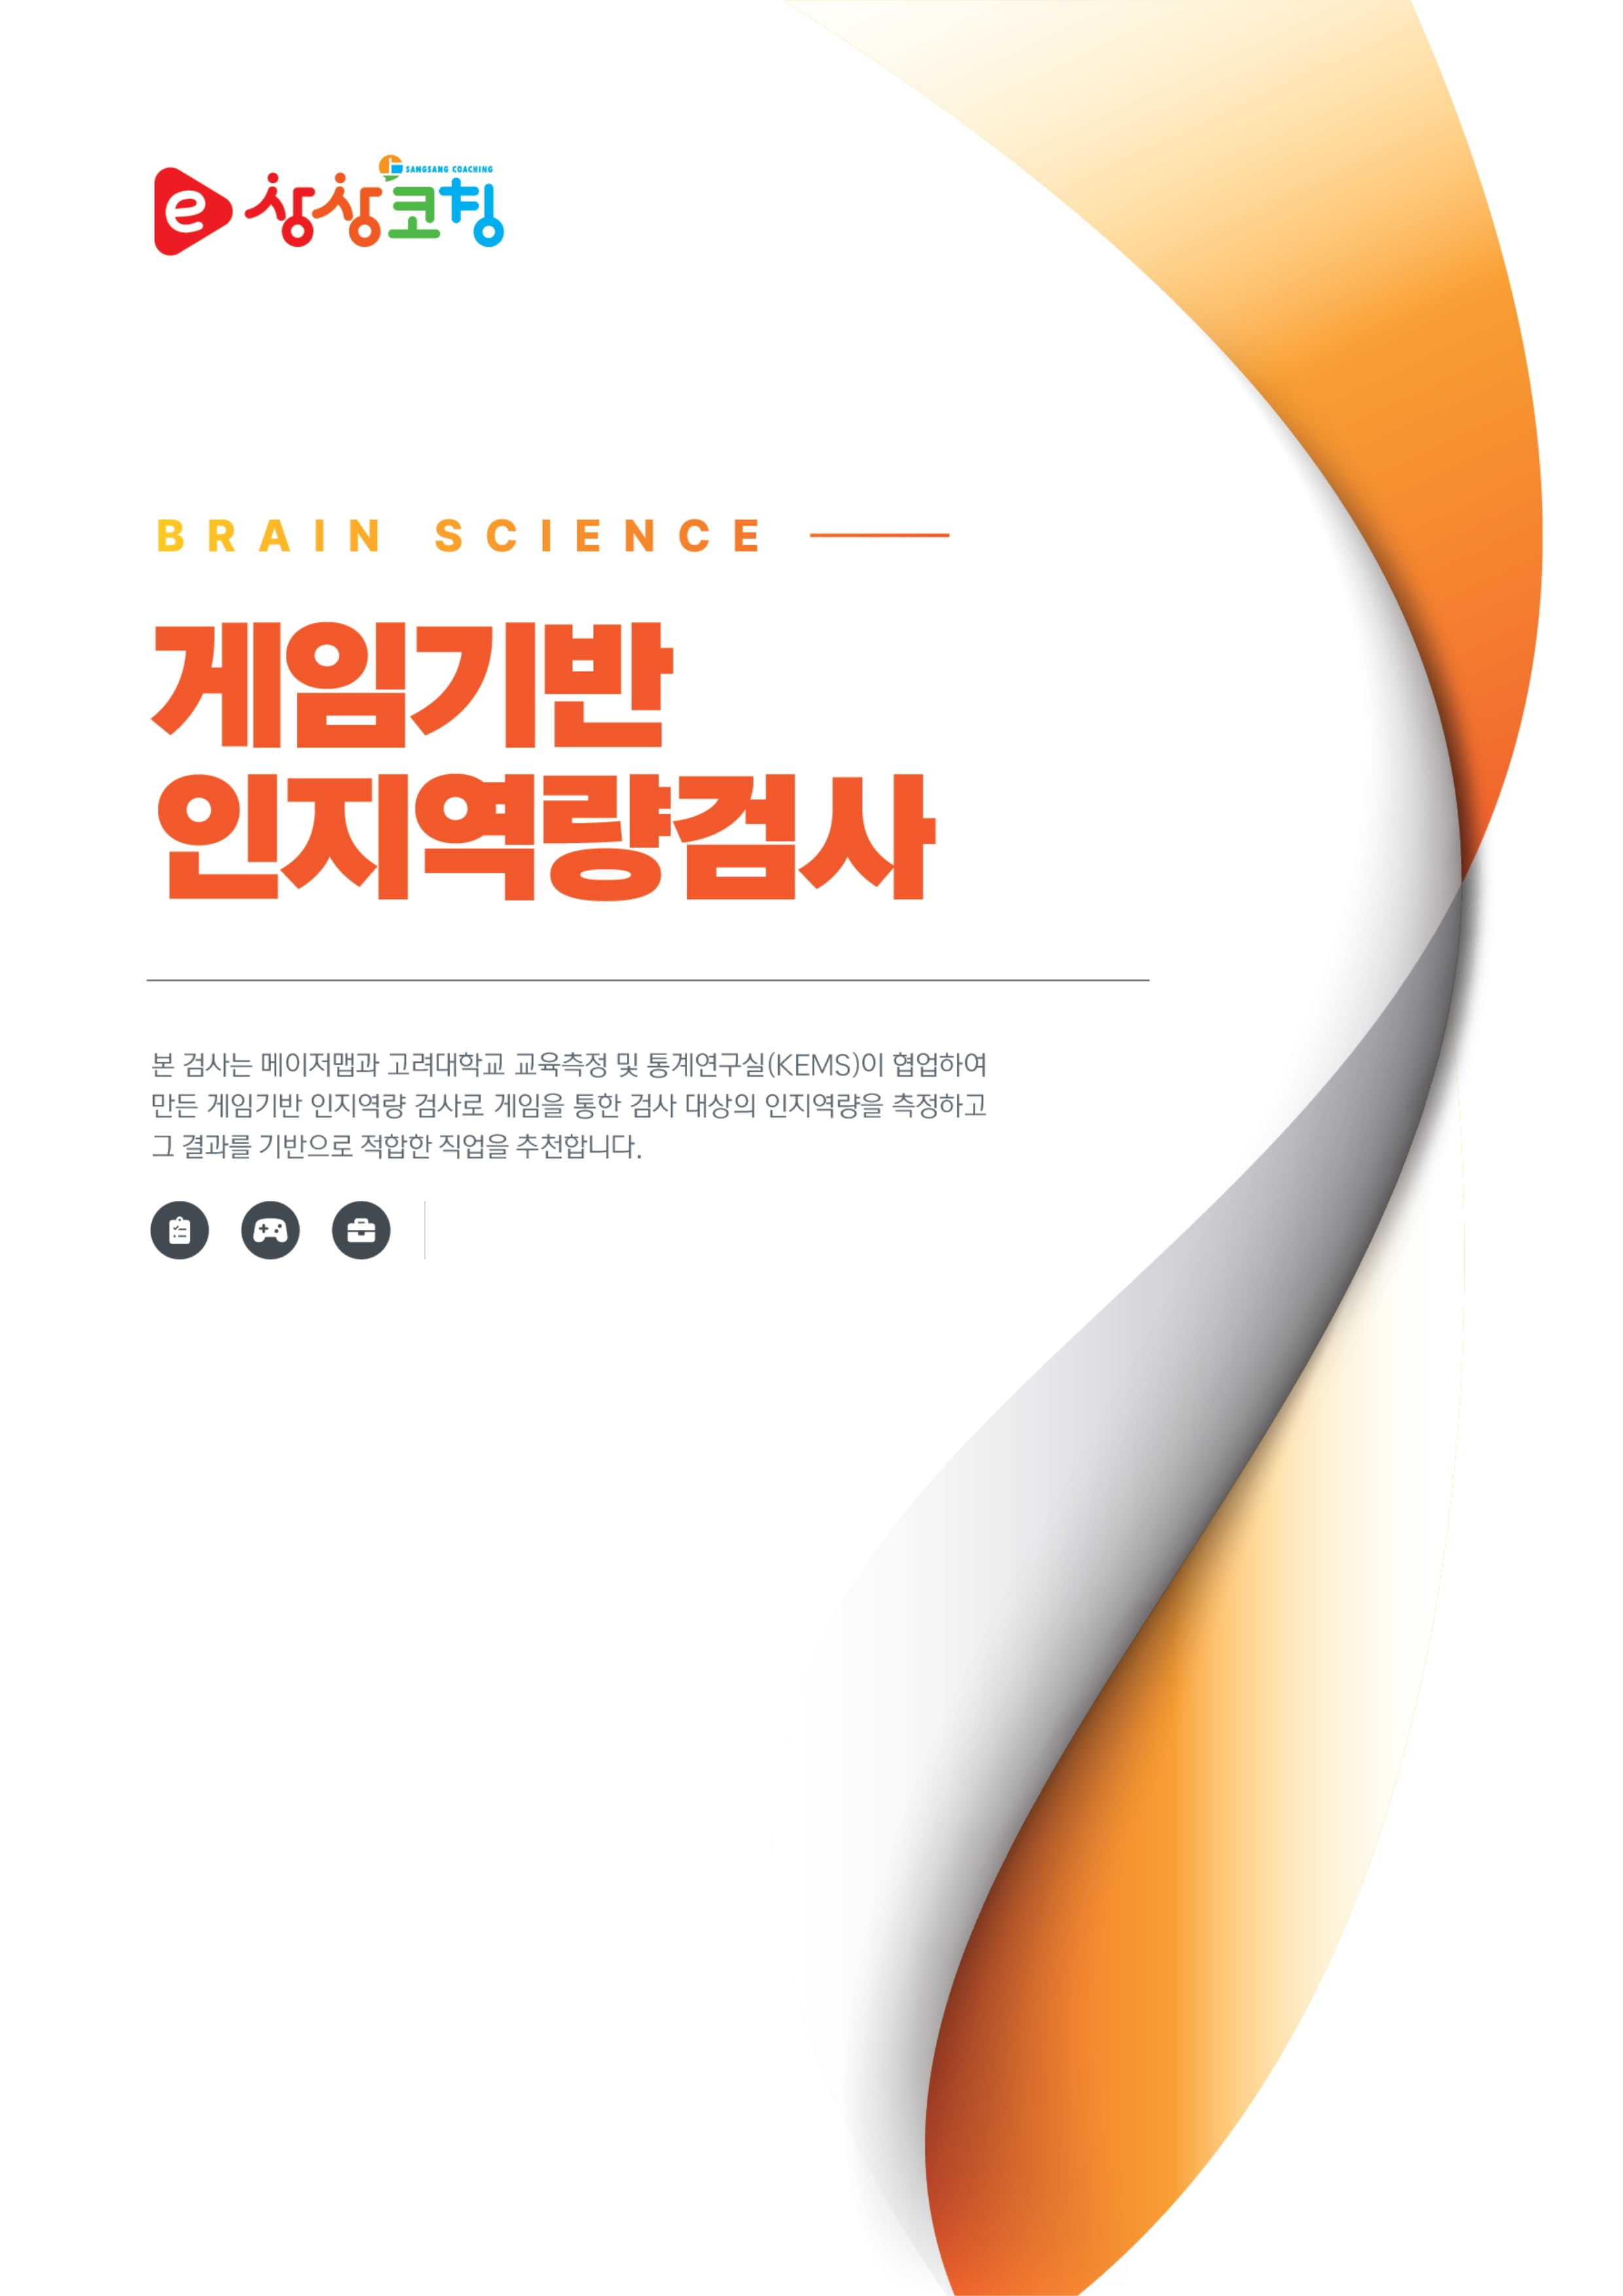 SANGSANG COACHING
e 상상코칭
BRAIN SCIENCE
게임기반
인지역량검사
본 검사는 메이저맵과 고려대학교 교육측정 및 통계연구실(KEMS)이 협업하여
만든 게임기반 인지역량 검사로 게임을 통한 검사 대상의 인지역량을 측정하고
그 결과를 기반으로 적합한 직업을 추천합니다.